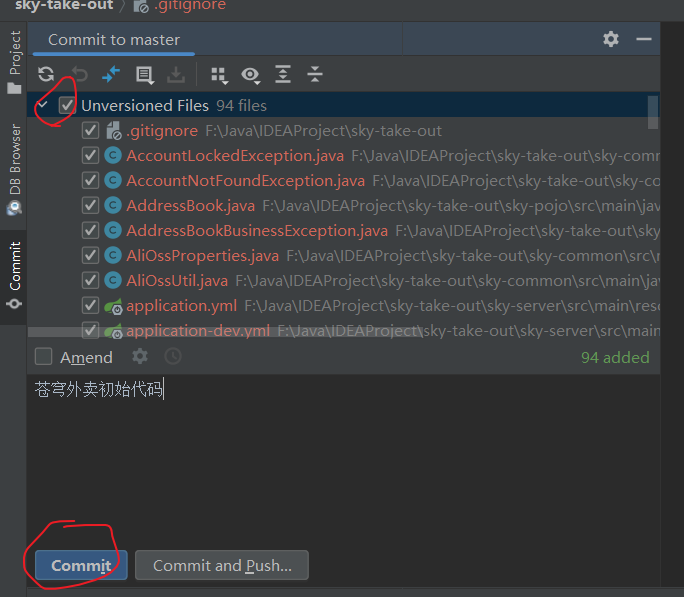 sky-take-out
.gitignore
Project
DB Browser
Commit
Commit to master
Unversioned Files 94 files
.gitignore F:\Java\IDEAProject\sky-take-out
AccountLockedException.java F:\Java\IDEAProject\sky-take-out\sky-comm
AccountNotFoundException.java F:\Java\IDEAProject\sky-take-out\sky-co
AddressBook.java F:\Java\IDEAProject\sky-take-out\sky-pojo\src\main\jav
AddressBookBusinessException.java F:\Java\IDEAProject\sky-take-out\sky
AliOssProperties.java F:\Java\IDEAProject\sky-take-out\sky-common\src\m
AliOssUtil.java F:\Java\IDEAProject\sky-take-out\sky-common\src\main\ja
application.yml F:\Java\IDEAProject\sky-take-out\sky-server\src\main\reso
application-dev.yml F:\Java\IDEAProject\sky-take-out\sky-server\src\main
Amend
94 added
苍穹外卖初始代码
Commit
Commit and Push...